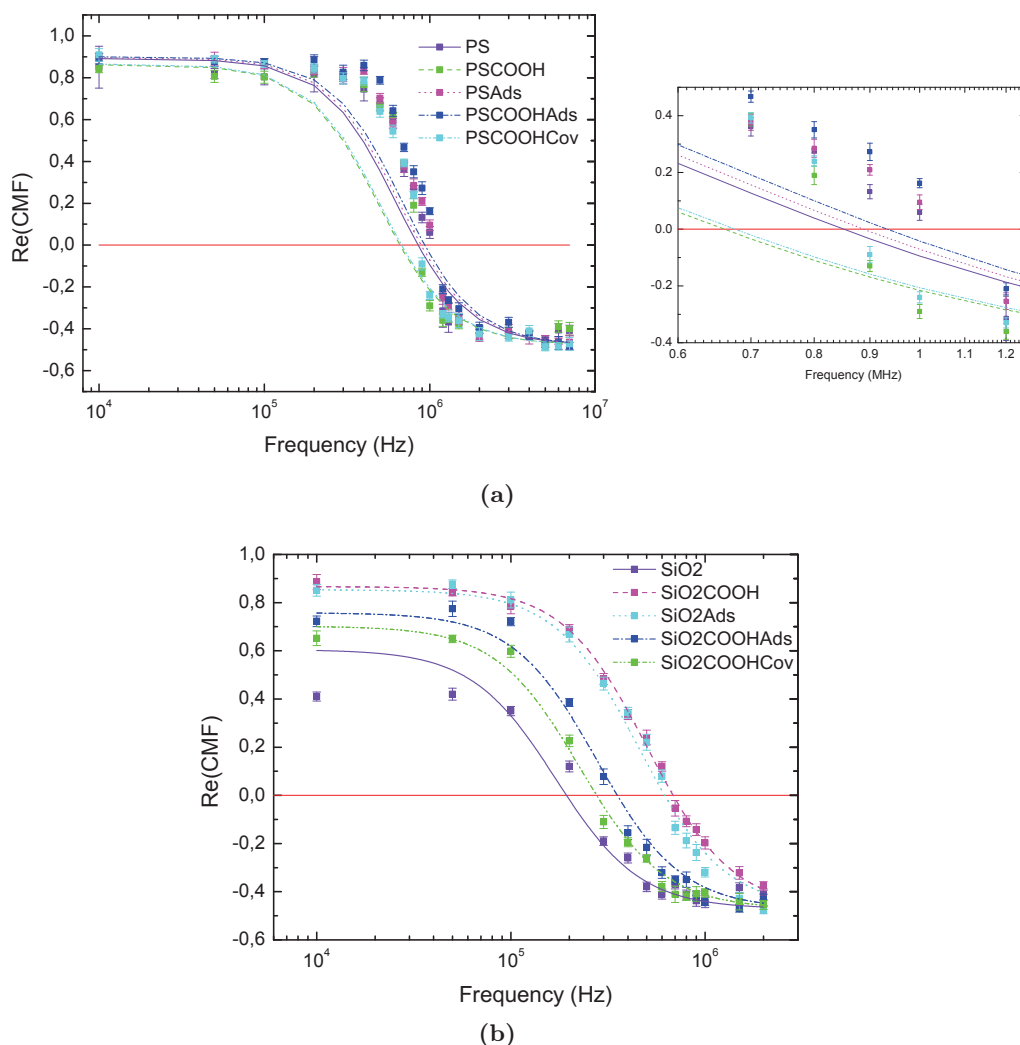 1,0
0,8
0,6
0,4
0,2
0,0
-0,2
-0,4
-0,6
Re(CMF)
PS
PSCOOH
PSAds
PSCOOHAds
PSCOOHCov
10^4
10^5
10^6
10^7
Frequency (Hz)
0.4
0.2
0.0
-0.2
-0.4
0.6
0.7
0.8
0.9
1
1.1
1.2
Frequency (MHz)
(a)
1,0
0,8
0,6
0,4
0,2
0,0
-0,2
-0,4
-0,6
Re(CMF)
SiO2
SiO2COOH
SiO2Ads
SiO2COOHAds
SiO2COOHCov
10^4
10^5
10^6
Frequency (Hz)
(b)